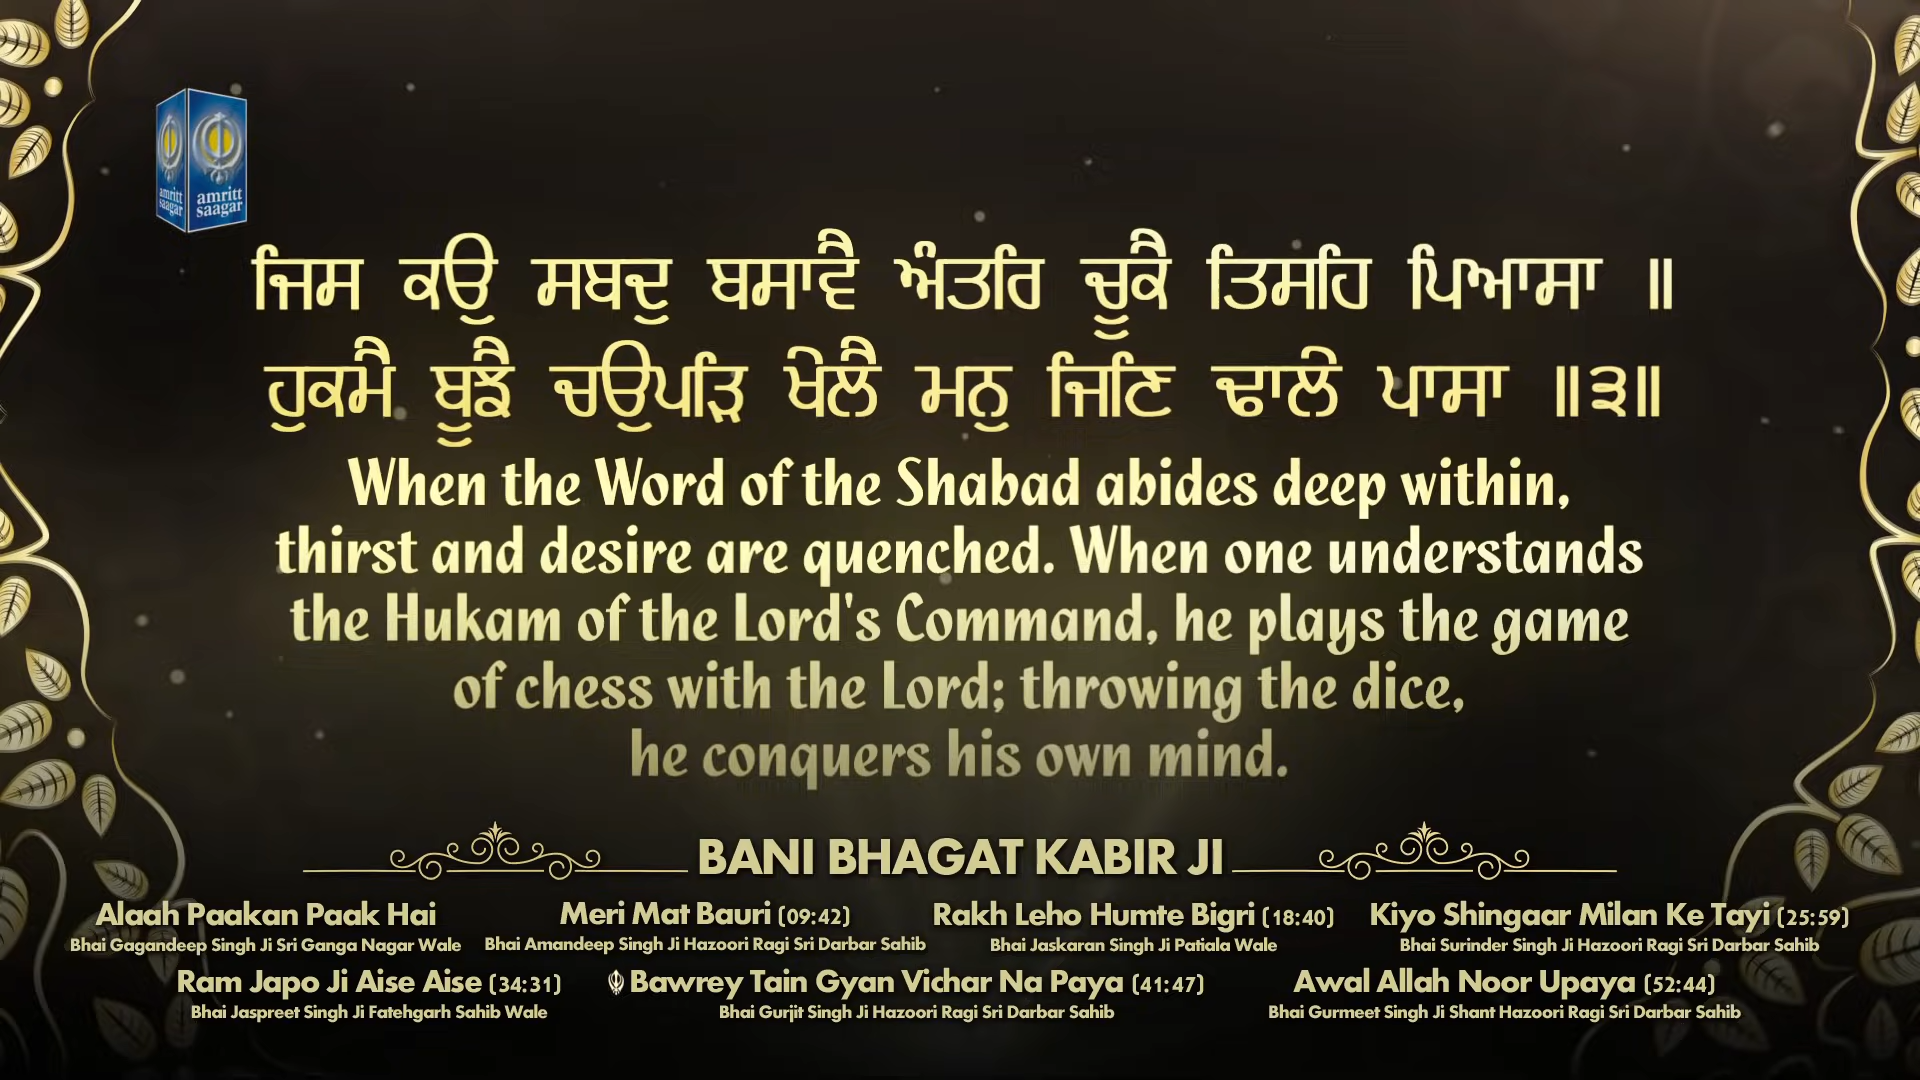 amritt
saagar
amritt
saagar
ਜਿਸ ਕਉ ਸਬਦੁ ਬਸਾਵੈ ਅੰਤਰਿ ਚੂਕੈ ਤਿਸਹਿ ਪਿਆਸਾ ॥
ਹੁਕਮੈ ਬੂਝੈ ਚਉਪੜਿ ਖੇਲੈ ਮਨੁ ਜਿਣਿ ਢਾਲੇ ਪਾਸਾ ॥੩॥
When the Word of the Shabad abides deep within,
thirst and desire are quenched. When one understands
the Hukam of the Lord's Command, he plays the game
of chess with the Lord; throwing the dice,
he conquers his own mind.
BANI BHAGAT KABIR JI
Alaah Paakan Paak Hai Meri Mat Bauri (09:42) Rakh Leho Humte Bigri (18:40) Kiyo Shingaar Milan Ke Tayi (25:59)
Bhai Gagandeep Singh Ji Sri Ganga Nagar Wale Bhai Amandeep Singh Ji Hazoori Ragi Sri Darbar Sahib Bhai Jaskaran Singh Ji Patiala Wale Bhai Surinder Singh Ji Hazoori Ragi Sri Darbar Sahib
Ram Japo Ji Aise Aise (34:31) Bawrey Tain Gyan Vichar Na Paya (41:47) Awal Allah Noor Upaya (52:44)
Bhai Jaspreet Singh Ji Fatehgarh Sahib Wale Bhai Gurjit Singh Ji Hazoori Ragi Sri Darbar Sahib Bhai Gurmeet Singh Ji Shant Hazoori Ragi Sri Darbar Sahib